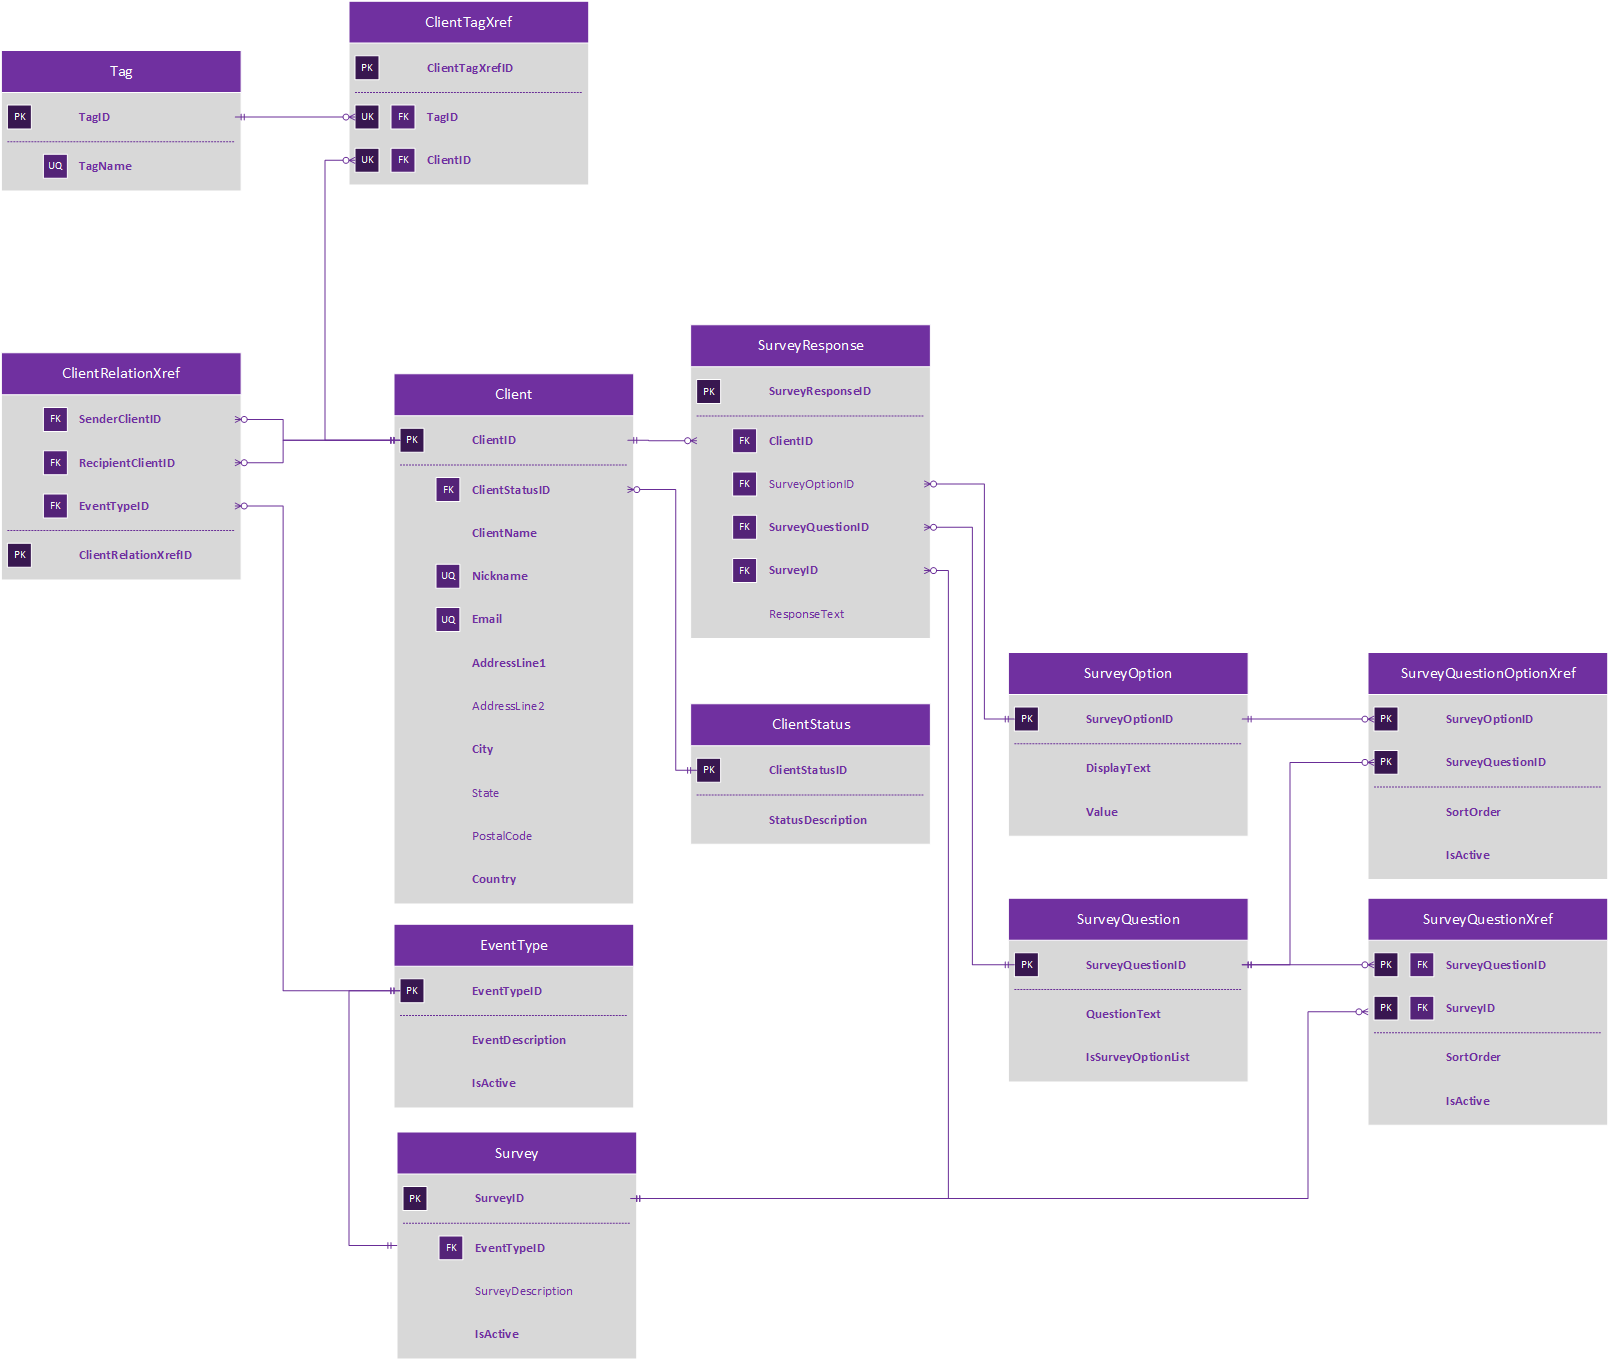 ClientTagXref
PK ClientTagXrefID
UK FK TagID
UK FK ClientID
Tag
PK TagID
UQ TagName
ClientRelationXref
FK SenderClientID
FK RecipientClientID
FK EventTypeID
PK ClientRelationXrefID
Client
PK ClientID
FK ClientStatusID
ClientName
UQ Nickname
UQ Email
AddressLine1
AddressLine2
City
State
PostalCode
Country
SurveyResponse
PK SurveyResponseID
FK ClientID
FK SurveyOptionID
FK SurveyQuestionID
FK SurveyID
ResponseText
ClientStatus
PK ClientStatusID
StatusDescription
SurveyOption
PK SurveyOptionID
DisplayText
Value
SurveyQuestionOptionXref
PK SurveyOptionID
PK SurveyQuestionID
SortOrder
IsActive
SurveyQuestion
PK SurveyQuestionID
QuestionText
IsSurveyOptionList
SurveyQuestionXref
PK FK SurveyQuestionID
PK FK SurveyID
SortOrder
IsActive
EventType
PK EventTypeID
EventDescription
IsActive
Survey
PK SurveyID
FK EventTypeID
SurveyDescription
IsActive